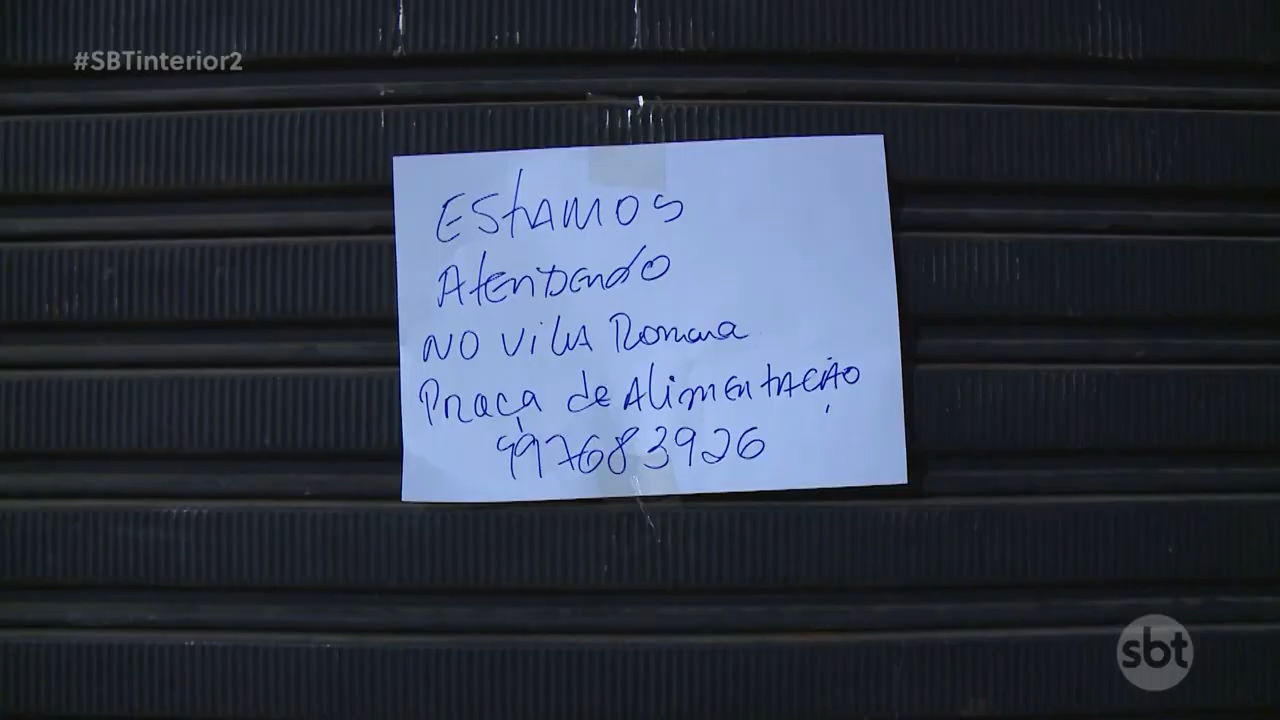 #SBTinterior2
ESTAMOS
Atendendo
NO Vila Romana
Praça de Alimentação
997683926
sbt